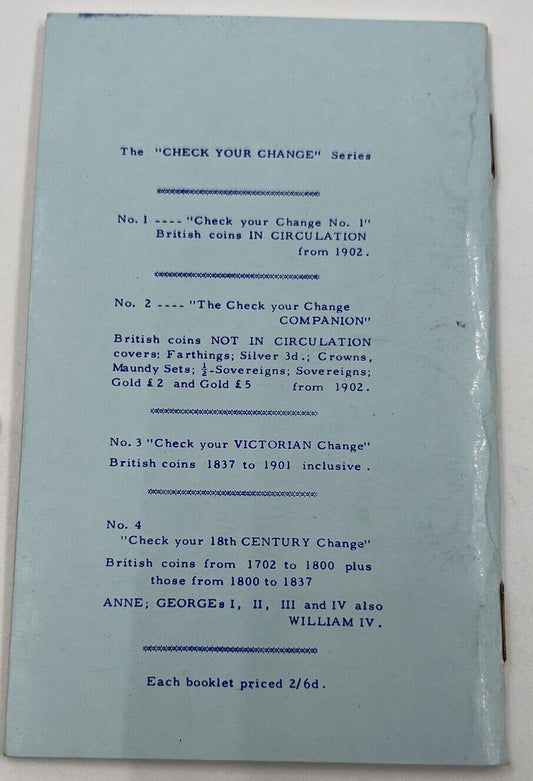 The "CHECK YOUR CHANGE" Series
No. 1 ---- "Check your Change No. 1"
British coins IN CIRCULATION
from 1902.
No. 2 ---- "The Check your Change
COMPANION"
British coins NOT IN CIRCULATION
covers: Farthings; Silver 3d.; Crowns,
Maundy Sets; ½-Sovereigns; Sovereigns;
Gold £2 and Gold £5 from 1902.
No. 3 "Check your VICTORIAN Change"
British coins 1837 to 1901 inclusive.
No. 4
"Check your 18th CENTURY Change"
British coins from 1702 to 1800 plus
those from 1800 to 1837
ANNE; GEORGEs I, II, III and IV also
WILLIAM IV.
Each booklet priced 2/6d.